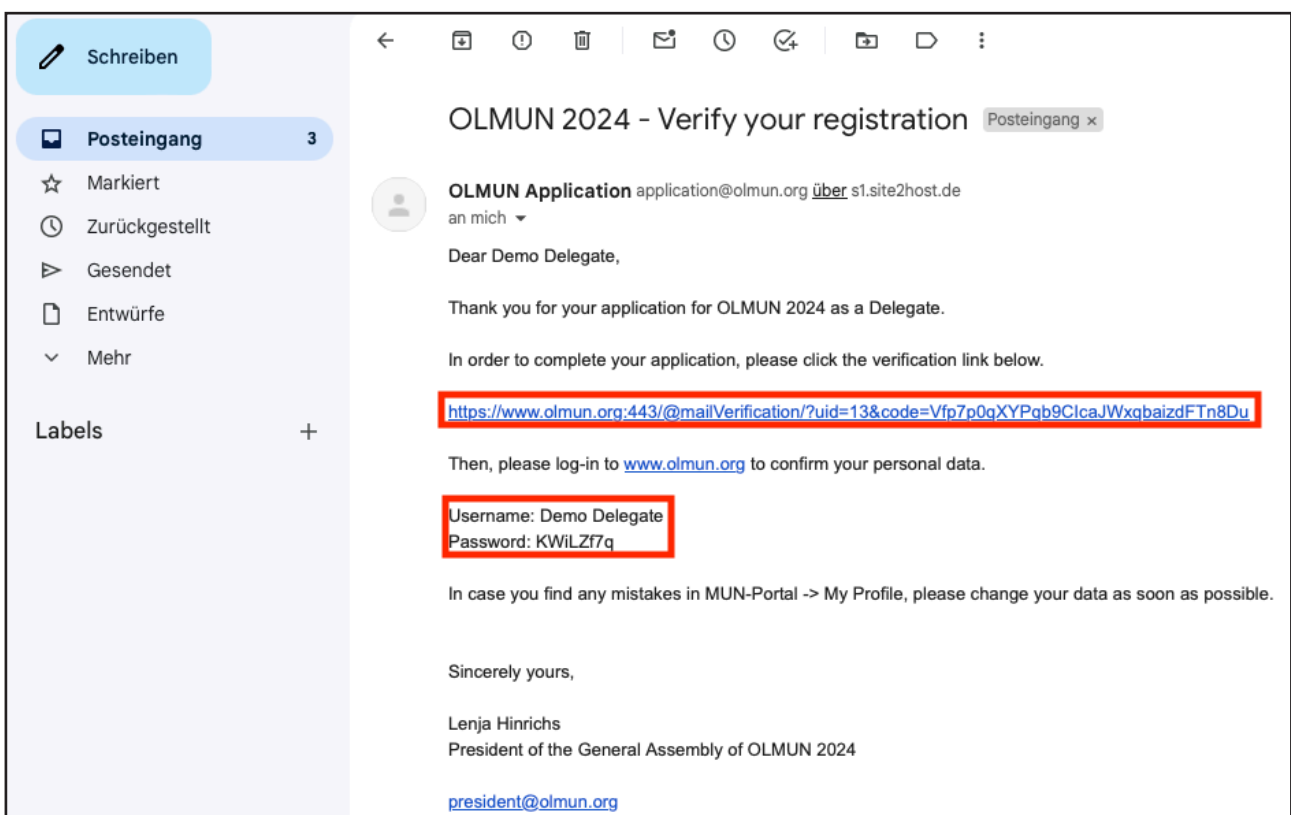 Schreiben
Posteingang 3
Markiert
Zurückgestellt
Gesendet
Entwürfe
Mehr
Labels
OLMUN 2024 - Verify your registration Posteingang x
OLMUN Application application@olmun.org über s1.site2host.de
an mich
Dear Demo Delegate,
Thank you for your application for OLMUN 2024 as a Delegate.
In order to complete your application, please click the verification link below.
https://www.olmun.org:443/@mailVerification/?uid=13&code=Vfp7p0qXYPqb9CIcaJWxqbaizdFTn8Du
Then, please log-in to www.olmun.org to confirm your personal data.
Username: Demo Delegate
Password: KWiLZf7q
In case you find any mistakes in MUN-Portal -> My Profile, please change your data as soon as possible.
Sincerely yours,
Lenja Hinrichs
President of the General Assembly of OLMUN 2024
president@olmun.org